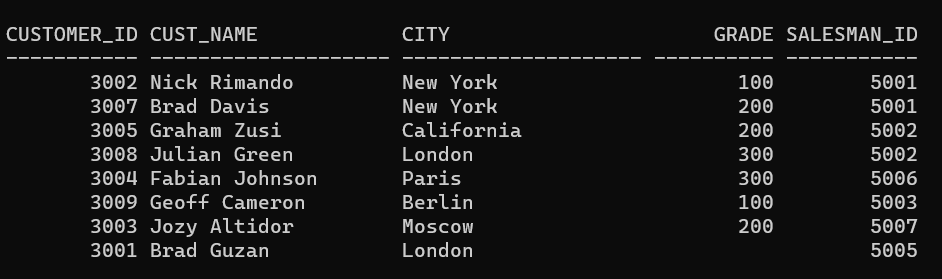 CUSTOMER_ID CUST_NAME            CITY                      GRADE SALESMAN_ID
----------- -------------------- -------------------- ---------- -----------
       3002 Nick Rimando         New York                    100        5001
       3007 Brad Davis           New York                    200        5001
       3005 Graham Zusi          California                  200        5002
       3008 Julian Green         London                      300        5002
       3004 Fabian Johnson       Paris                       300        5006
       3009 Geoff Cameron        Berlin                      100        5003
       3003 Jozy Altidor         Moscow                      200        5007
       3001 Brad Guzan           London                                 5005